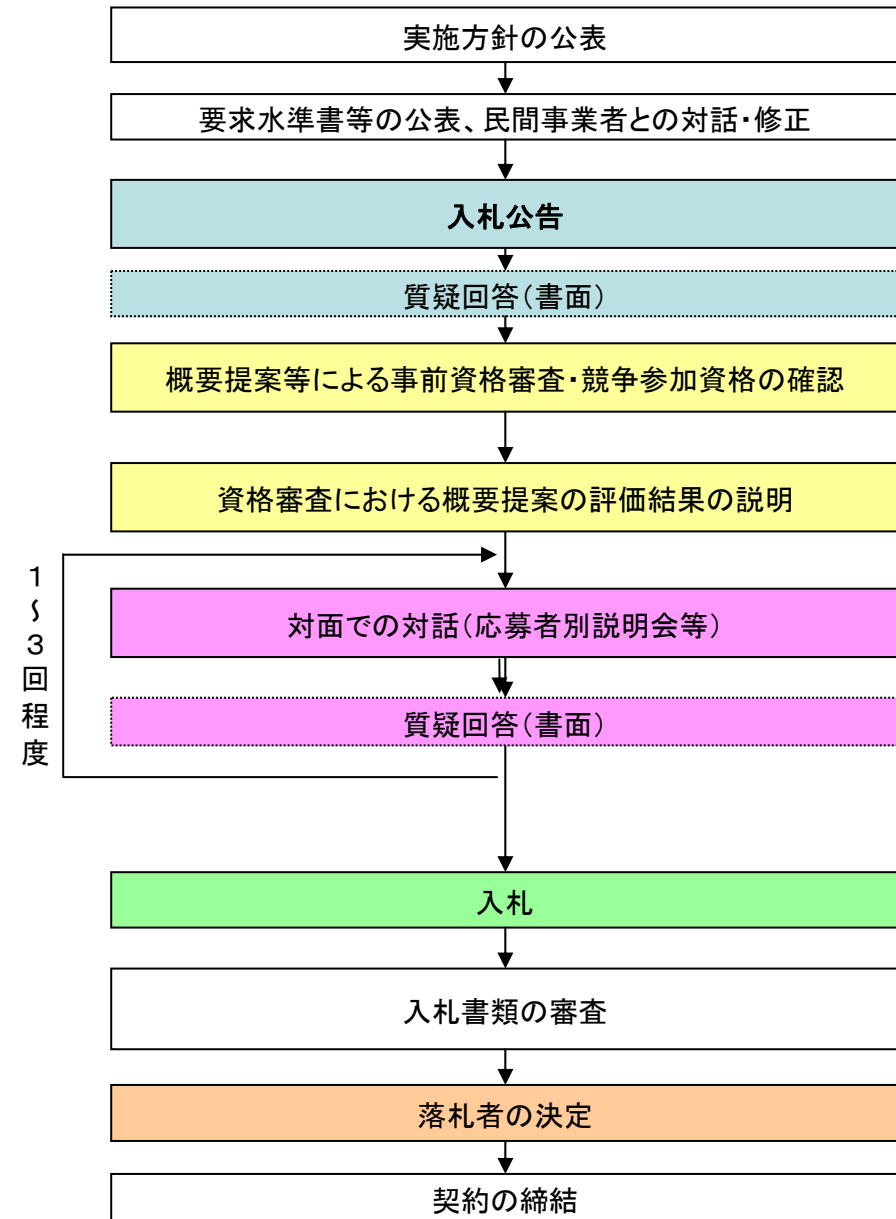 実施方針の公表
要求水準書等の公表、民間事業者との対話・修正
入札公告
質疑回答(書面)
概要提案等による事前資格審査・競争参加資格の確認
資格審査における概要提案の評価結果の説明
1〜3回程度
対面での対話(応募者別説明会等)
質疑回答(書面)
入札
入札書類の審査
落札者の決定
契約の締結